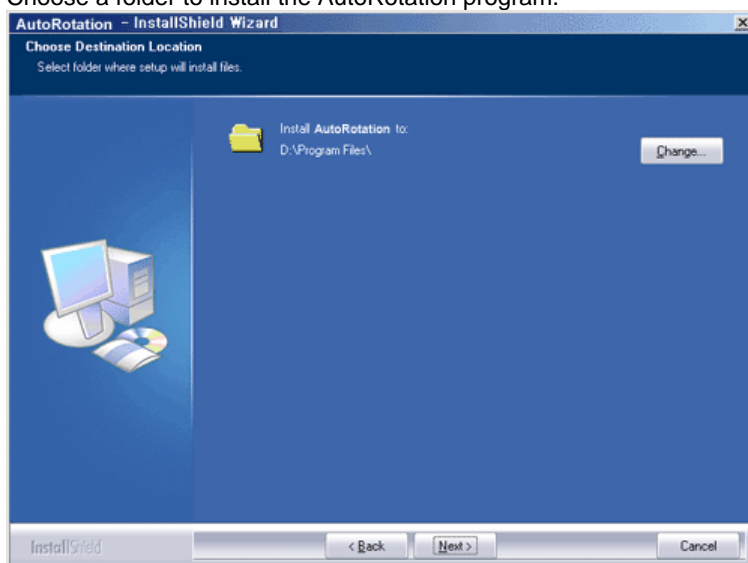 Choose a folder to install the AutoRotation program.
AutoRotation - InstallShield Wizard
Choose Destination Location
Select folder where setup will install files.
Install AutoRotation to:
D:\Program Files\
Change...
InstallShield
< Back
Next >
Cancel